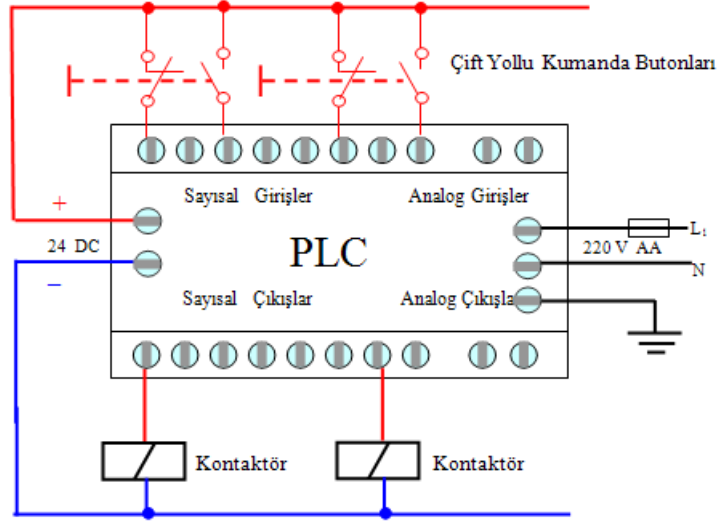 Çift Yollu Kumanda Butonları
Sayısal Girişler
Analog Girişler
+
24 DC
−
PLC
220 V AA
L₁
N
Sayısal Çıkışlar
Analog Çıkışla
Kontaktör
Kontaktör